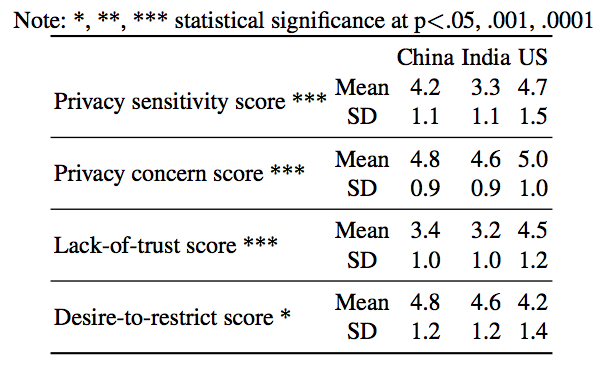 Note: *, **, *** statistical significance at p<.05, .001, .0001
China India US
Privacy sensitivity score *** Mean 4.2 3.3 4.7
SD 1.1 1.1 1.5
Privacy concern score *** Mean 4.8 4.6 5.0
SD 0.9 0.9 1.0
Lack-of-trust score *** Mean 3.4 3.2 4.5
SD 1.0 1.0 1.2
Desire-to-restrict score * Mean 4.8 4.6 4.2
SD 1.2 1.2 1.4